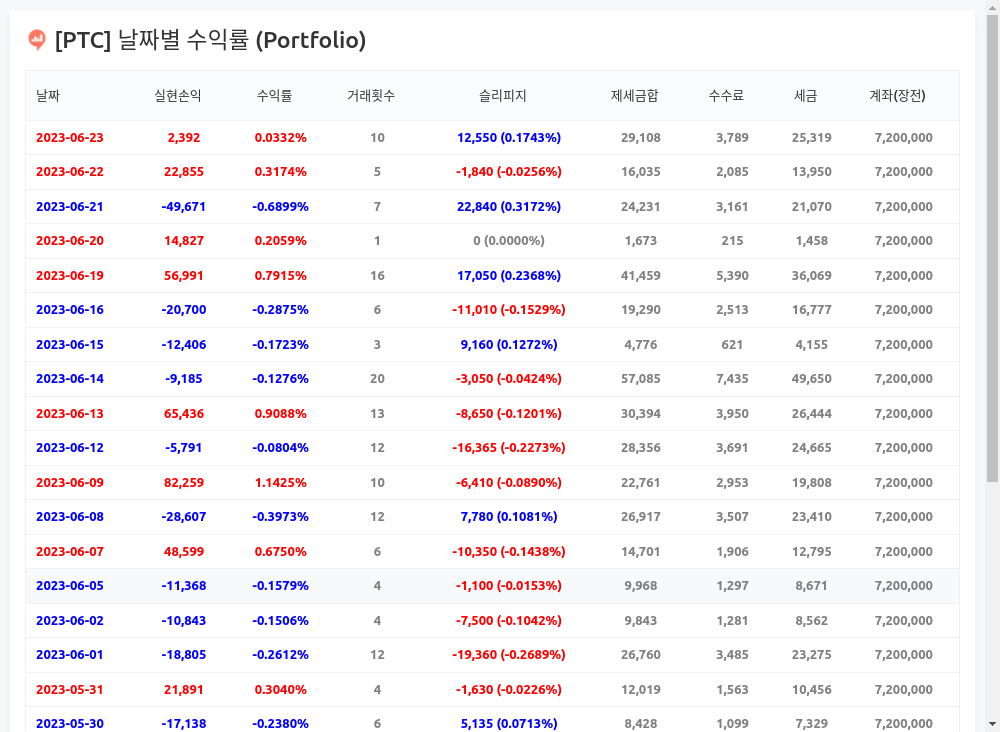 [PTC] 날짜별 수익률 (Portfolio)
날짜 실현손익 수익률 거래횟수 슬리피지 제세금합 수수료 세금 계좌(장전)
2023-06-23 2,392 0.0332% 10 12,550 (0.1743%) 29,108 3,789 25,319 7,200,000
2023-06-22 22,855 0.3174% 5 -1,840 (-0.0256%) 16,035 2,085 13,950 7,200,000
2023-06-21 -49,671 -0.6899% 7 22,840 (0.3172%) 24,231 3,161 21,070 7,200,000
2023-06-20 14,827 0.2059% 1 0 (0.0000%) 1,673 215 1,458 7,200,000
2023-06-19 56,991 0.7915% 16 17,050 (0.2368%) 41,459 5,390 36,069 7,200,000
2023-06-16 -20,700 -0.2875% 6 -11,010 (-0.1529%) 19,290 2,513 16,777 7,200,000
2023-06-15 -12,406 -0.1723% 3 9,160 (0.1272%) 4,776 621 4,155 7,200,000
2023-06-14 -9,185 -0.1276% 20 -3,050 (-0.0424%) 57,085 7,435 49,650 7,200,000
2023-06-13 65,436 0.9088% 13 -8,650 (-0.1201%) 30,394 3,950 26,444 7,200,000
2023-06-12 -5,791 -0.0804% 12 -16,365 (-0.2273%) 28,356 3,691 24,665 7,200,000
2023-06-09 82,259 1.1425% 10 -6,410 (-0.0890%) 22,761 2,953 19,808 7,200,000
2023-06-08 -28,607 -0.3973% 12 7,780 (0.1081%) 26,917 3,507 23,410 7,200,000
2023-06-07 48,599 0.6750% 6 -10,350 (-0.1438%) 14,701 1,906 12,795 7,200,000
2023-06-05 -11,368 -0.1579% 4 -1,100 (-0.0153%) 9,968 1,297 8,671 7,200,000
2023-06-02 -10,843 -0.1506% 4 -7,500 (-0.1042%) 9,843 1,281 8,562 7,200,000
2023-06-01 -18,805 -0.2612% 12 -19,360 (-0.2689%) 26,760 3,485 23,275 7,200,000
2023-05-31 21,891 0.3040% 4 -1,630 (-0.0226%) 12,019 1,563 10,456 7,200,000
2023-05-30 -17,138 -0.2380% 6 5,135 (0.0713%) 8,428 1,099 7,329 7,200,000